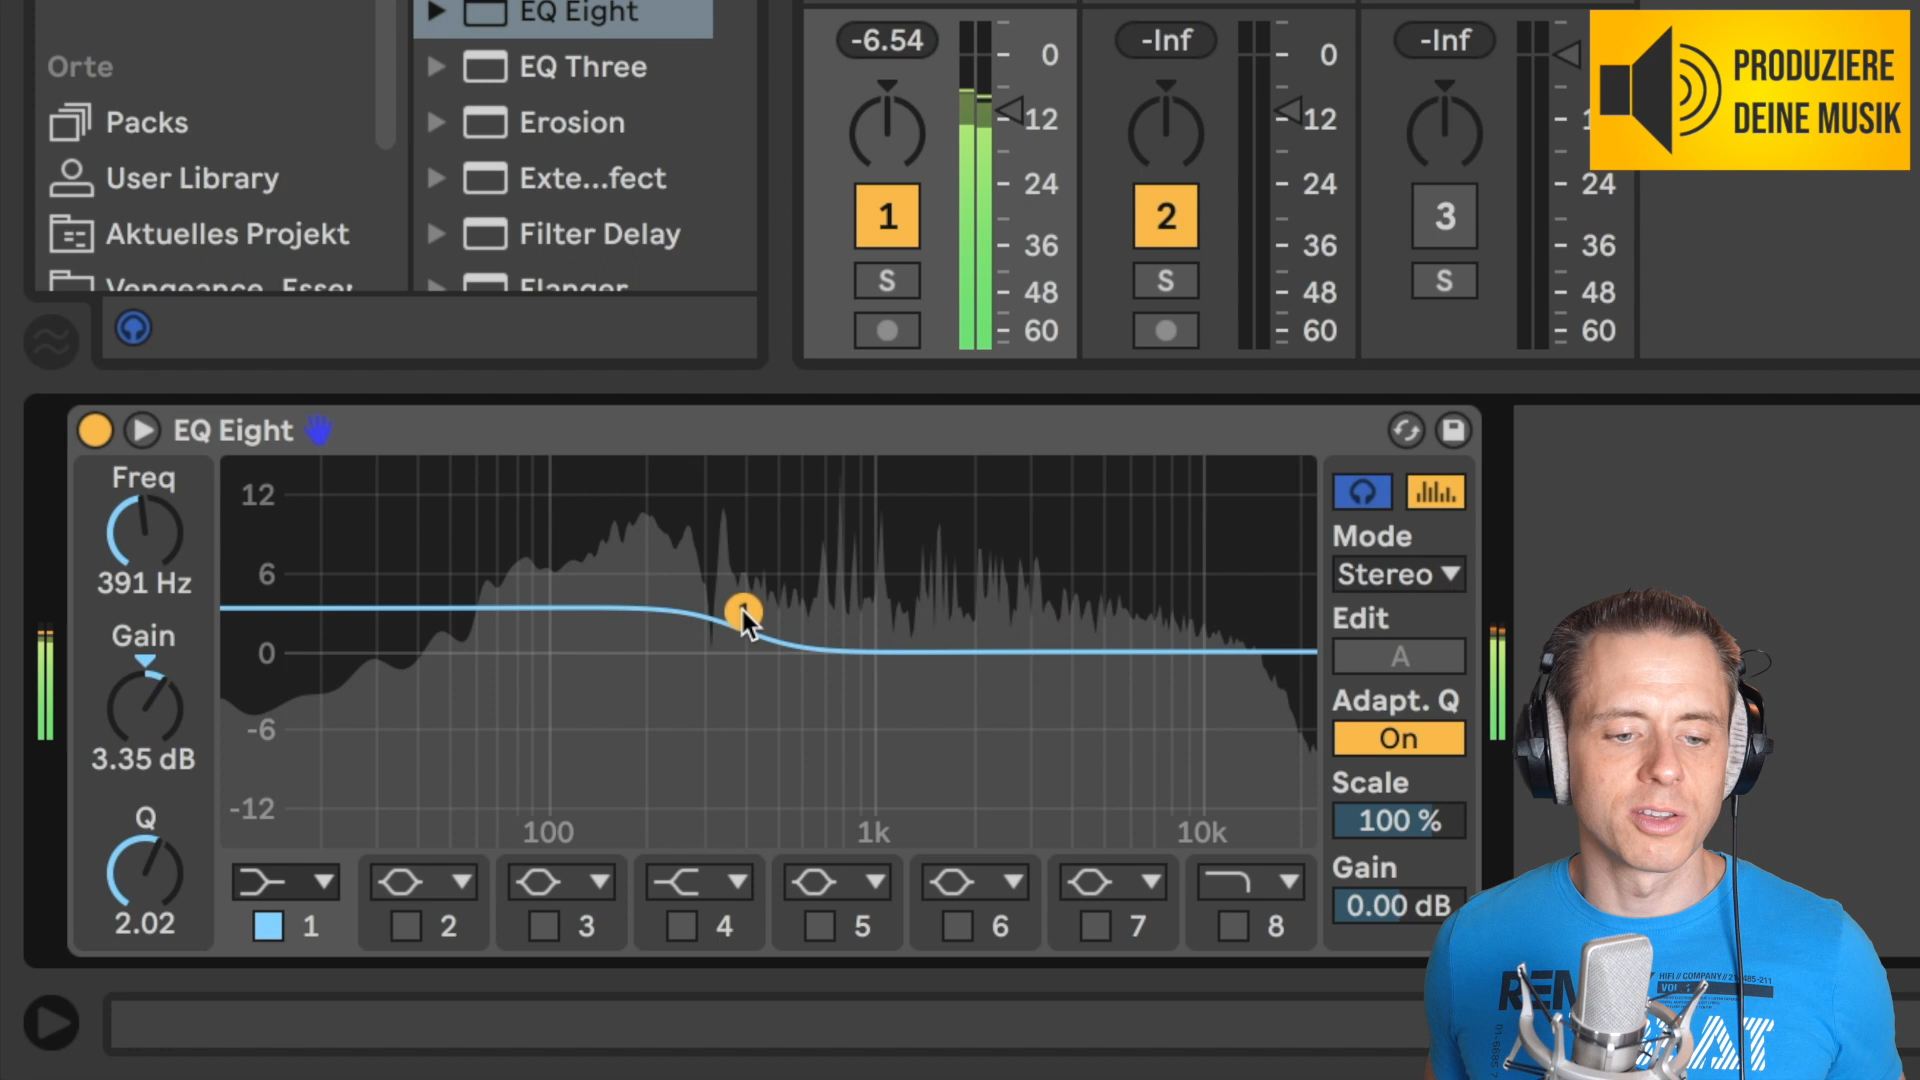 EQ Eight
Orte
EQ Three
Packs
Erosion
User Library
Exte...fect
Aktuelles Projekt
Filter Delay
-6.54
-Inf
-Inf
0
12
24
36
48
60
1
S
0
12
24
36
48
60
2
S
24
36
48
60
3
S
PRODUZIERE
DEINE MUSIK
EQ Eight
Freq
391 Hz
Gain
3.35 dB
Q
2.02
12
6
0
-6
-12
100
1k
10k
1
2
3
4
5
6
7
8
Mode
Stereo
Edit
A
Adapt. Q
On
Scale
100 %
Gain
0.00 dB
HIFI // COMPANY //